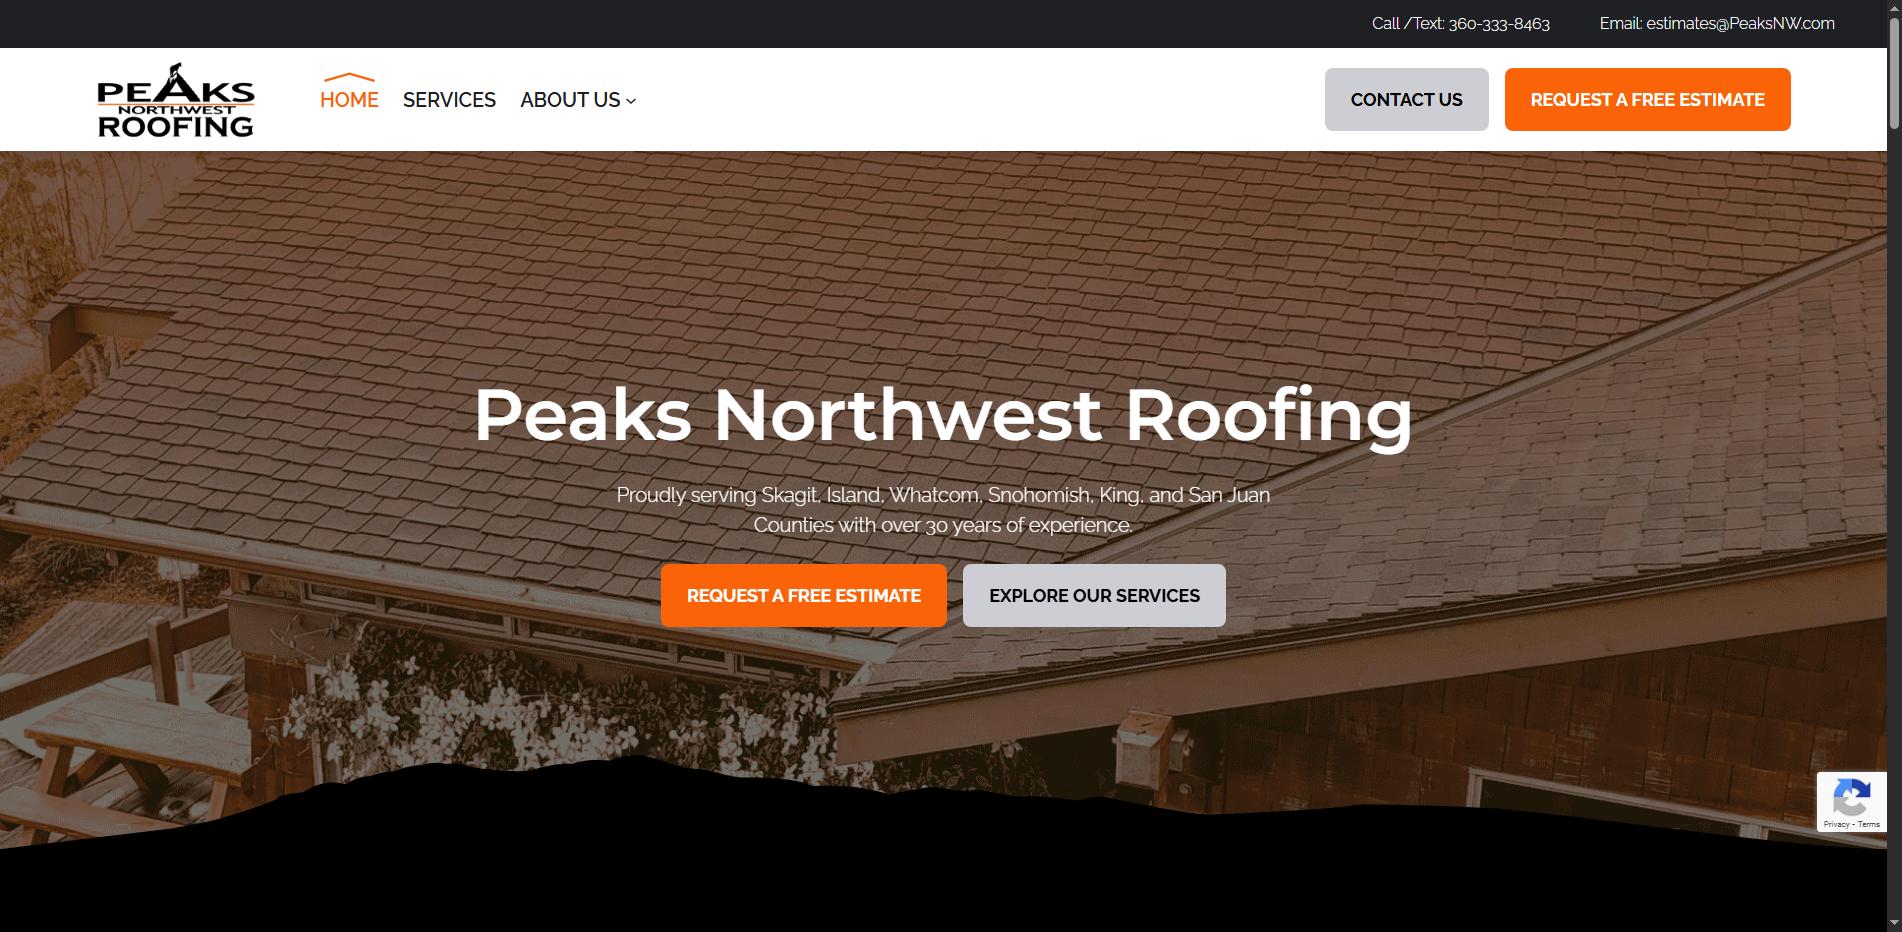 Call /Text: 360-333-8463
Email: estimates@PeaksNW.com
PEAKS
NORTHWEST
ROOFING
HOME
SERVICES
ABOUT US
CONTACT US
REQUEST A FREE ESTIMATE
Peaks Northwest Roofing
Proudly serving Skagit, Island, Whatcom, Snohomish, King, and San Juan
Counties with over 30 years of experience.
REQUEST A FREE ESTIMATE
EXPLORE OUR SERVICES
Privacy - Terms